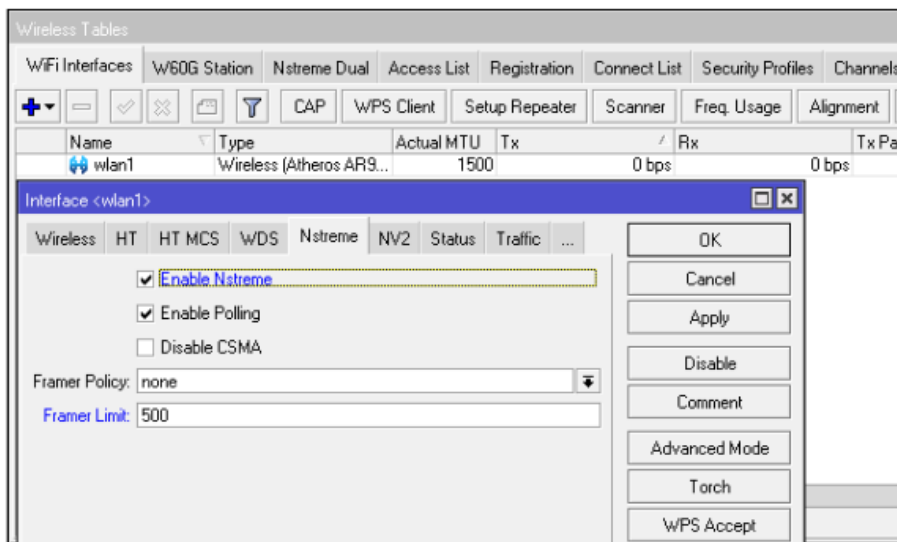 Wireless Tables
WiFi Interfaces W60G Station Nstreme Dual Access List Registration Connect List Security Profiles Channels
CAP WPS Client Setup Repeater Scanner Freq. Usage Alignment
Name Type Actual MTU Tx Rx Tx Pa
wlan1 Wireless (Atheros AR9... 1500 0 bps 0 bps
Interface <wlan1>
Wireless HT HT MCS WDS Nstreme NV2 Status Traffic ...
Enable Nstreme
Enable Polling
Disable CSMA
Framer Policy: none
Framer Limit: 500
OK
Cancel
Apply
Disable
Comment
Advanced Mode
Torch
WPS Accept